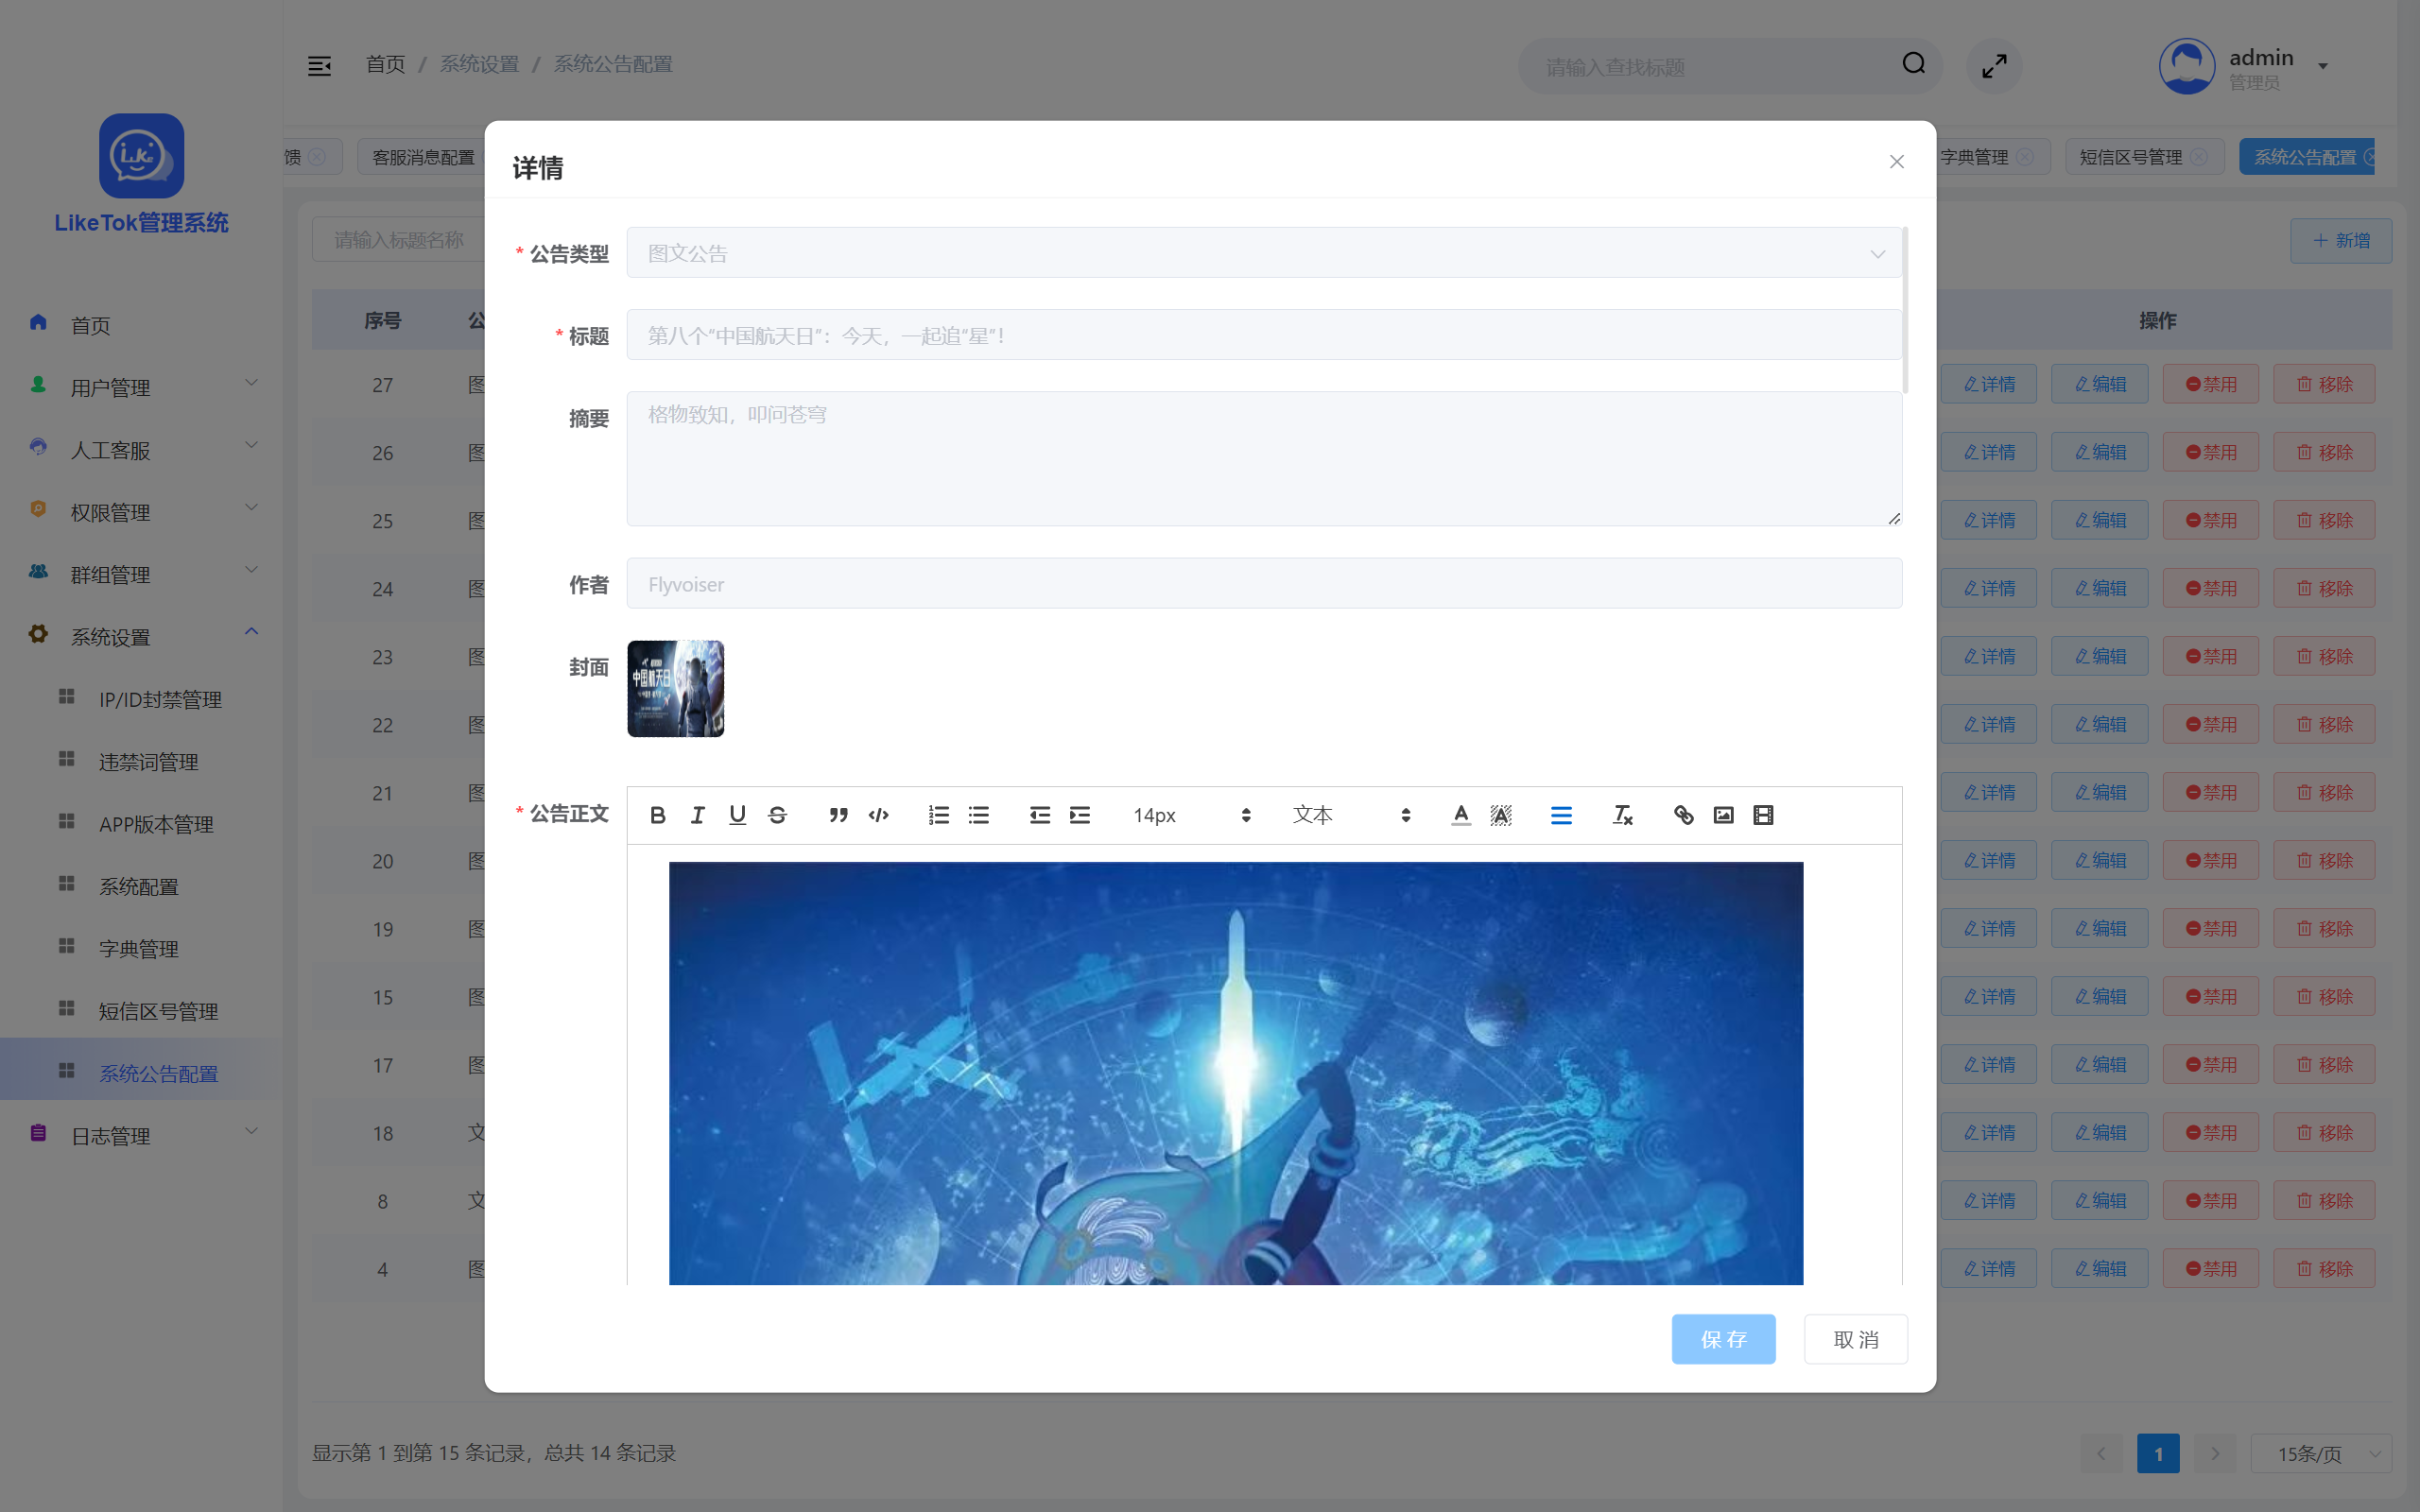 首页 / 系统设置 / 系统公告配置
请输入查找标题
admin
管理员
Like
LikeTok管理系统
馈
客服消息配置
字典管理
短信区号管理
系统公告配置
请输入标题名称
+ 新增
序号
操作
首页
用户管理
人工客服
权限管理
群组管理
系统设置
IP/ID封禁管理
违禁词管理
APP版本管理
系统配置
字典管理
短信区号管理
系统公告配置
日志管理
详情
* 公告类型 图文公告
* 标题 第八个“中国航天日”：今天，一起追“星”！
摘要 格物致知，叩问苍穹
作者 Flyvoiser
封面
中国航天日
* 公告正文
14px 文本
保 存 取 消
27 图 详情 编辑 禁用 移除
26 图 详情 编辑 禁用 移除
25 图 详情 编辑 禁用 移除
24 图 详情 编辑 禁用 移除
23 图 详情 编辑 禁用 移除
22 图 详情 编辑 禁用 移除
21 图 详情 编辑 禁用 移除
20 图 详情 编辑 禁用 移除
19 图 详情 编辑 禁用 移除
15 图 详情 编辑 禁用 移除
17 图 详情 编辑 禁用 移除
18 文 详情 编辑 禁用 移除
8 文 详情 编辑 禁用 移除
4 图 详情 编辑 禁用 移除
显示第 1 到第 15 条记录，总共 14 条记录
1
15条/页